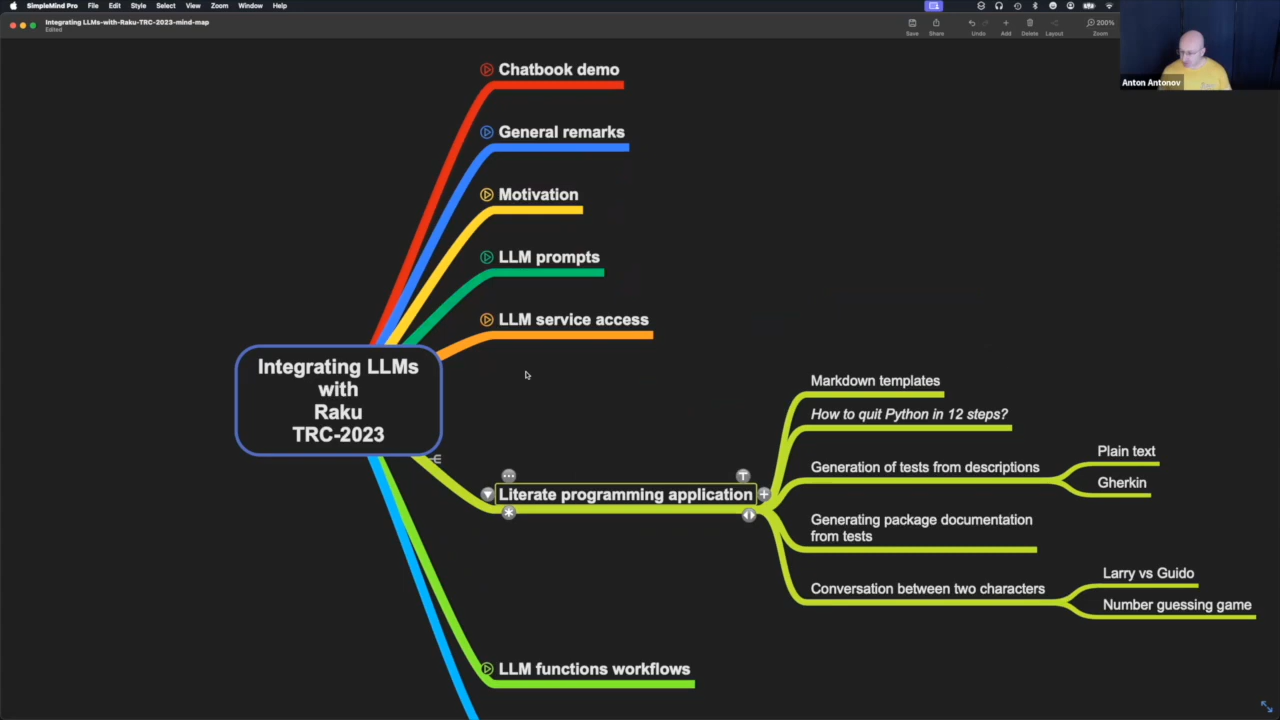 SimpleMind Pro File Edit Style Select View Zoom Window Help
Integrating LLMs-with-Raku-TRC-2023-mind-map
Edited
Save Share Undo Add Delete Layout Zoom
200%
Anton Antonov
Chatbook demo
General remarks
Motivation
LLM prompts
LLM service access
Integrating LLMs
with
Raku
TRC-2023
Literate programming application
Markdown templates
How to quit Python in 12 steps?
Generation of tests from descriptions
Plain text
Gherkin
Generating package documentation
from tests
Conversation between two characters
Larry vs Guido
Number guessing game
LLM functions workflows